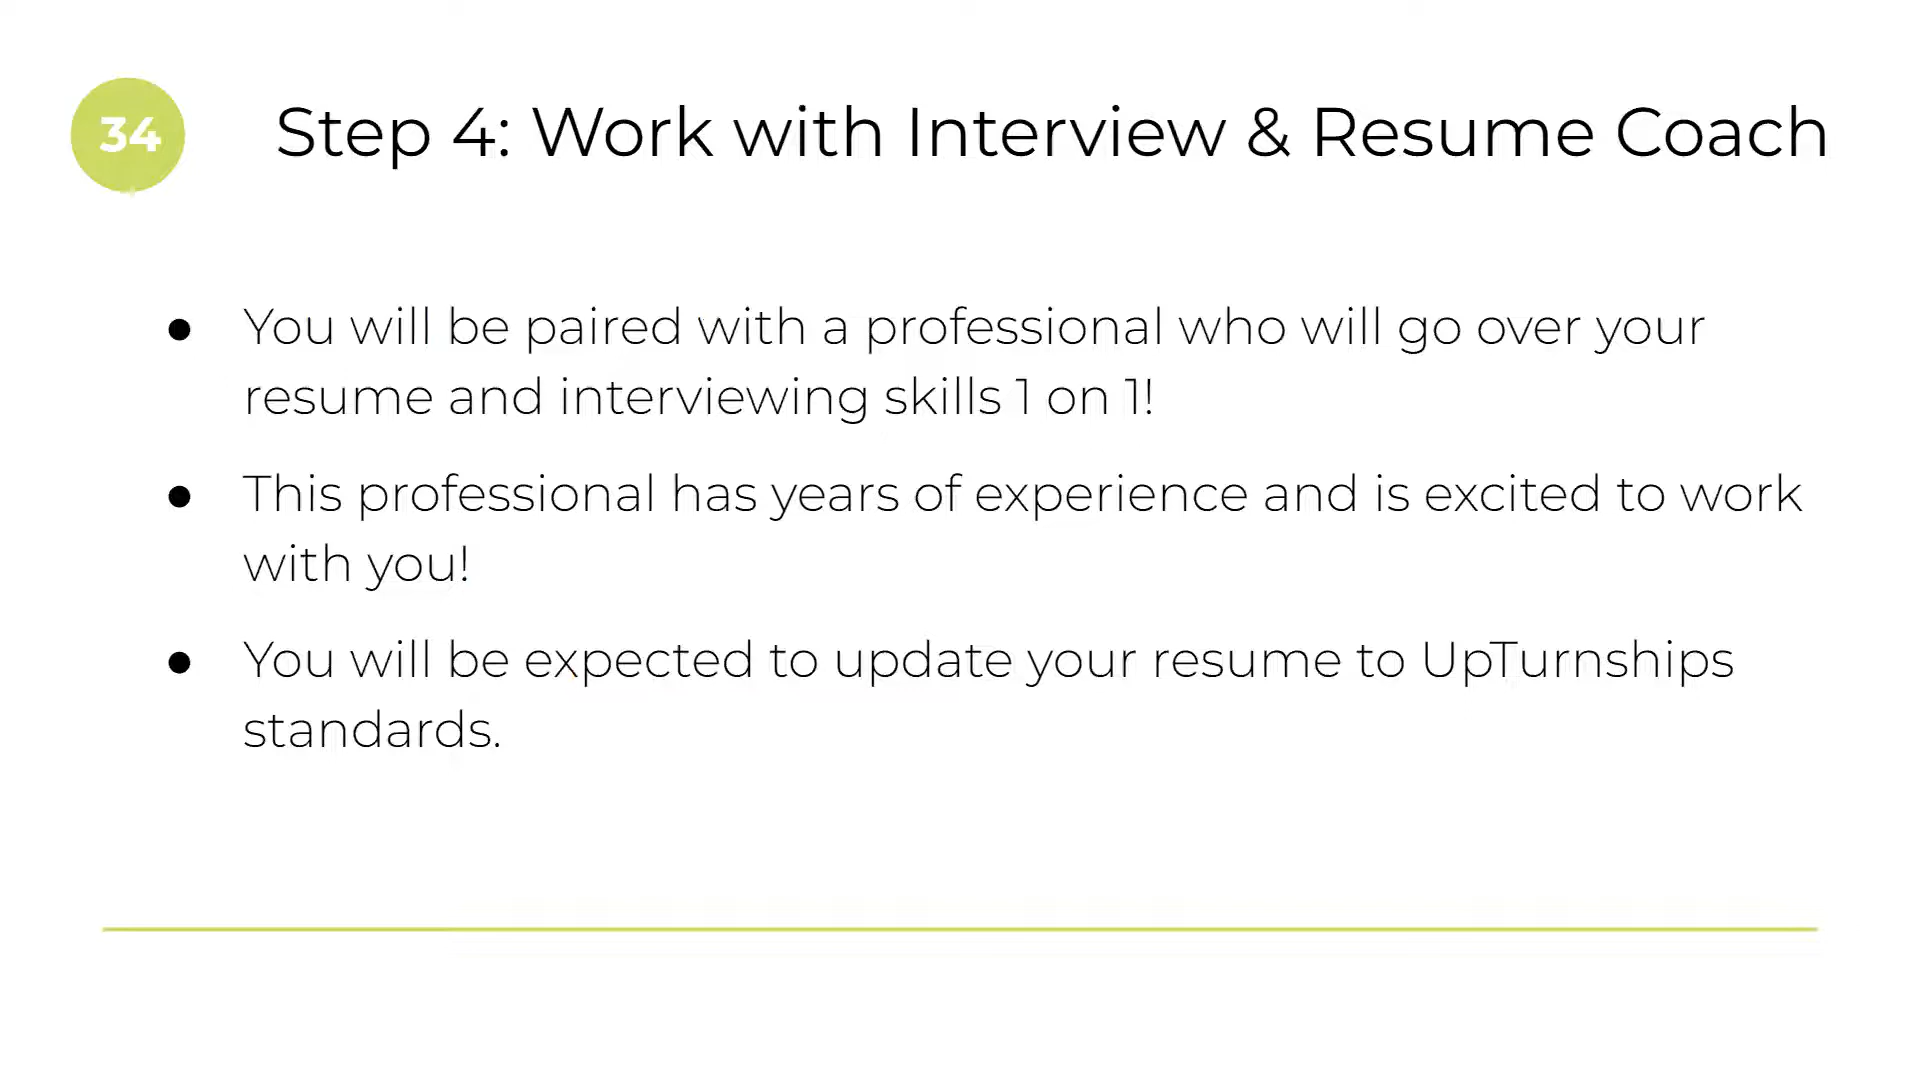 34
Step 4: Work with Interview & Resume Coach
● You will be paired with a professional who will go over your
resume and interviewing skills 1 on 1!
● This professional has years of experience and is excited to work
with you!
● You will be expected to update your resume to UpTurnships
standards.